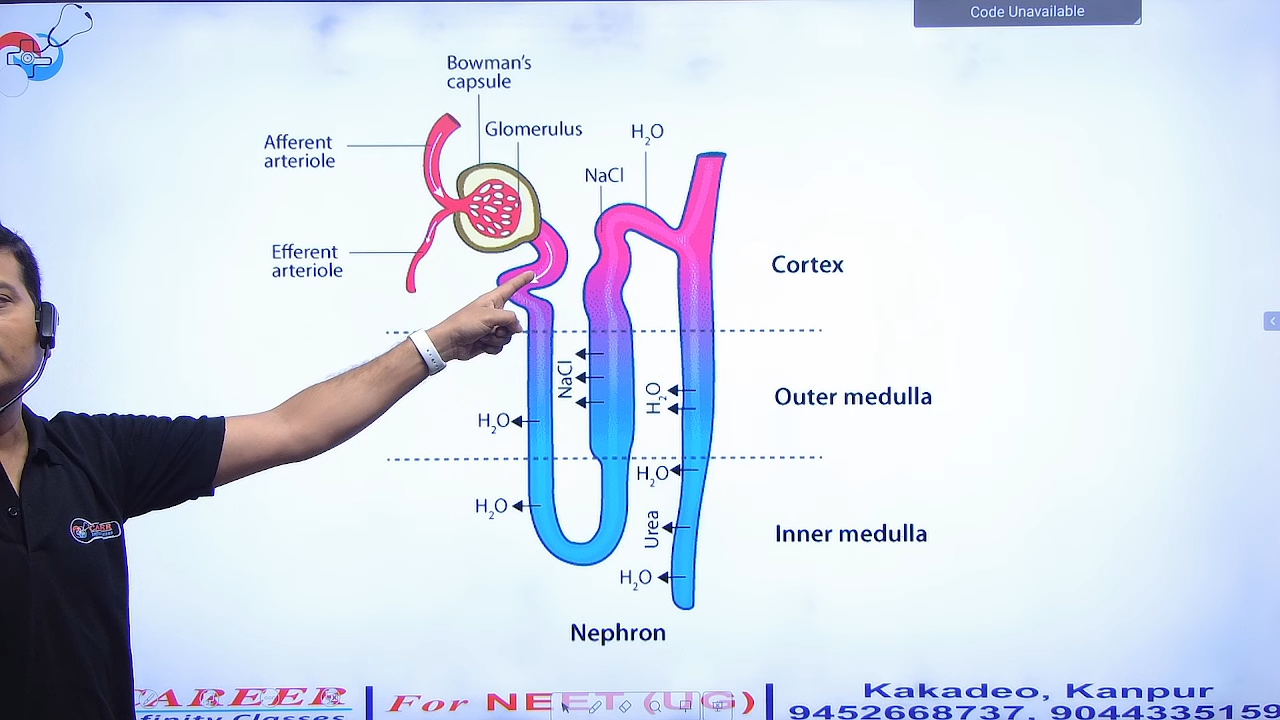 Code Unavailable
Bowman's
capsule
Glomerulus
H₂O
Afferent
arteriole
NaCl
Efferent
arteriole
Cortex
NaCl
H₂O
Outer medulla
H₂O
H₂O
H₂O
Urea
Inner medulla
H₂O
Nephron
CAREER
For NEET (UG)
Kakadeo, Kanpur
finity Classes
9452668737, 9044335159